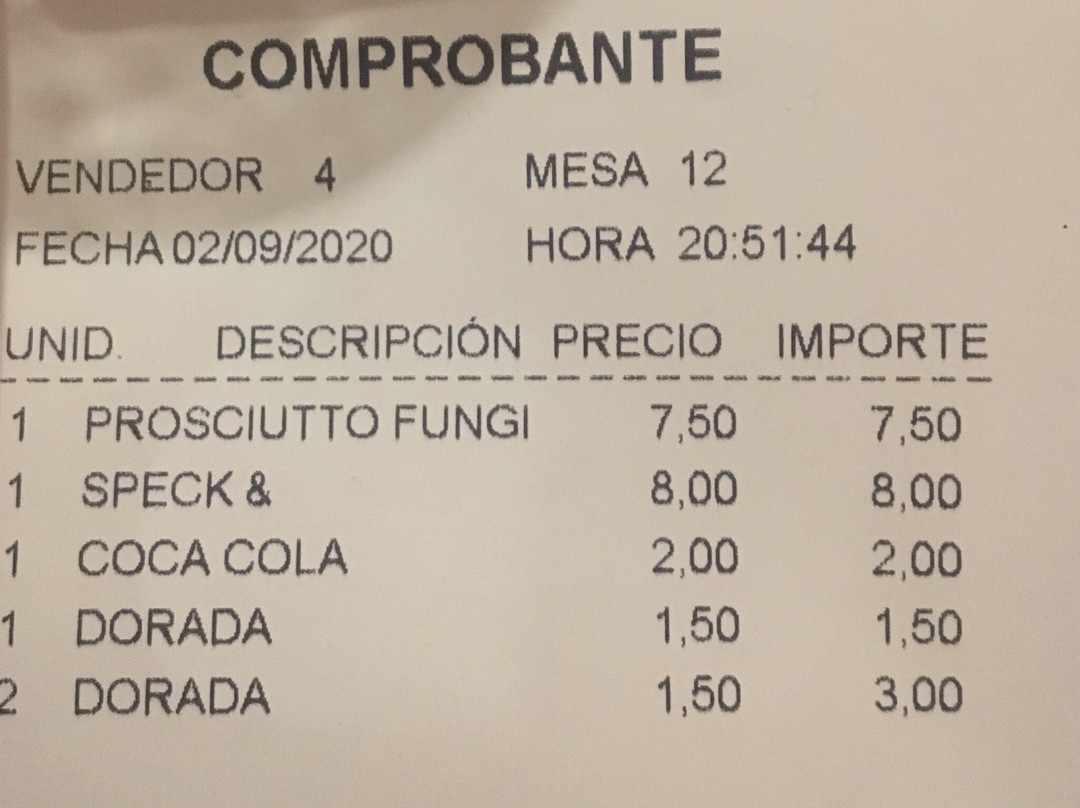 COMPROBANTE
VENDEDOR 4 MESA 12
FECHA 02/09/2020 HORA 20:51:44
UNID. DESCRIPCIÓN PRECIO IMPORTE
1 PROSCIUTTO FUNGI 7,50 7,50
1 SPECK & 8,00 8,00
1 COCA COLA 2,00 2,00
1 DORADA 1,50 1,50
2 DORADA 1,50 3,00